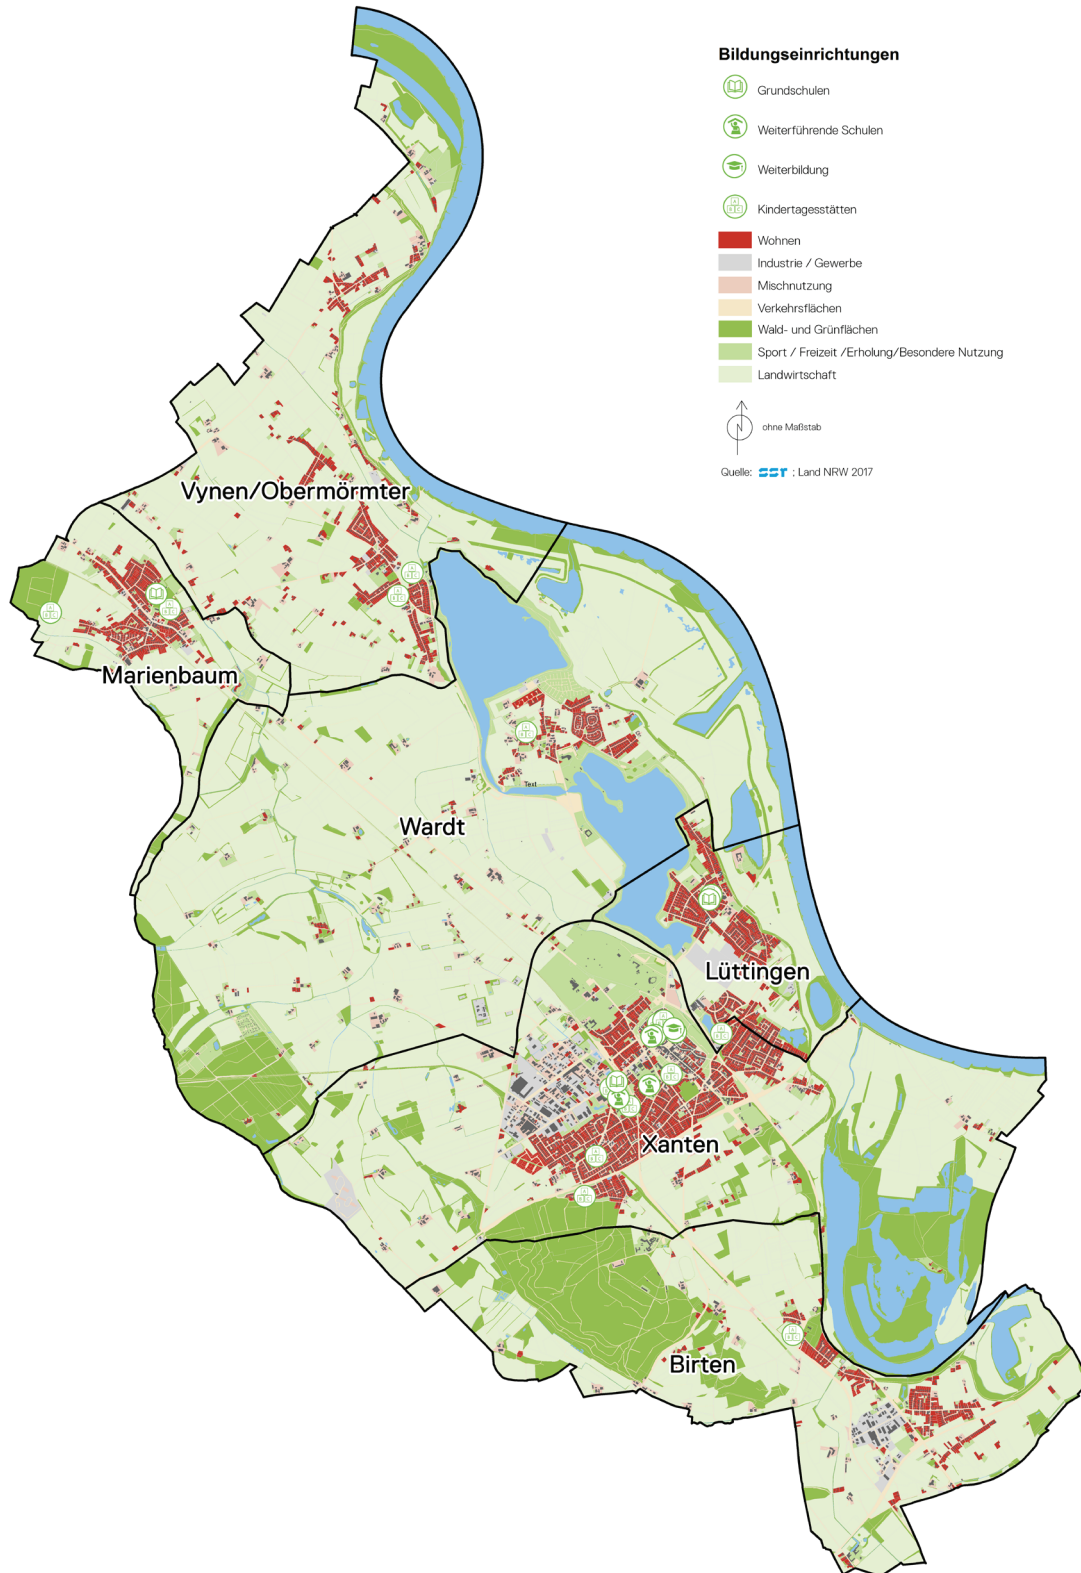 Bildungseinrichtungen
Grundschulen
Weiterführende Schulen
Weiterbildung
Kindertagesstätten
Wohnen
Industrie / Gewerbe
Mischnutzung
Verkehrsflächen
Wald- und Grünflächen
Sport / Freizeit /Erholung/Besondere Nutzung
Landwirtschaft
N
ohne Maßstab
Quelle: SST ; Land NRW 2017
Vynen/Obermörmter
Marienbaum
Text
Wardt
Lüttingen
Xanten
Birten